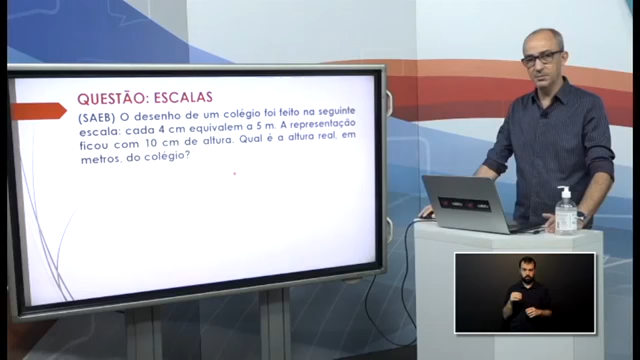 QUESTÃO: ESCALAS
(SAEB) O desenho de um colégio foi feito na seguinte
escala: cada 4 cm equivalem a 5 m. A representação
ficou com 10 cm de altura. Qual é a altura real, em
metros, do colégio?